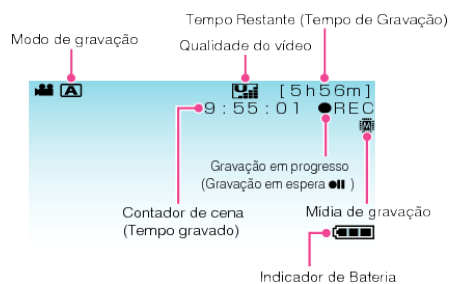 Tempo Restante (Tempo de Gravação)
Modo de gravação
Qualidade do vídeo
A [5h56m]
9:55:01 ●REC
M
Gravação em progresso
(Gravação em espera ●II )
Contador de cena
(Tempo gravado)
Mídia de gravação
Indicador de Bateria